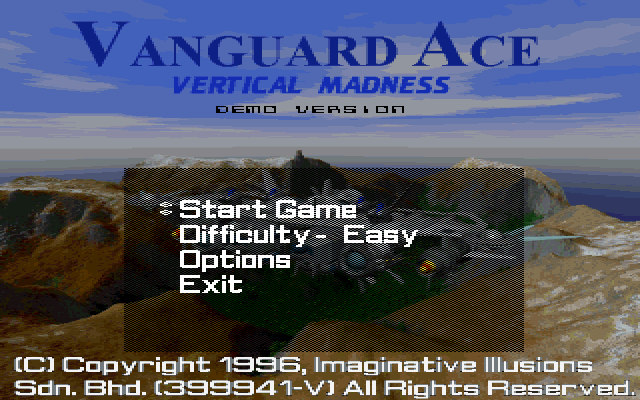 VANGUARD ACE
VERTICAL MADNESS
DEMO VERSION
Start Game
Difficulty - Easy
Options
Exit
(C) Copyright 1996, Imaginative Illusions
Sdn. Bhd. (399941-V) All Rights Reserved.